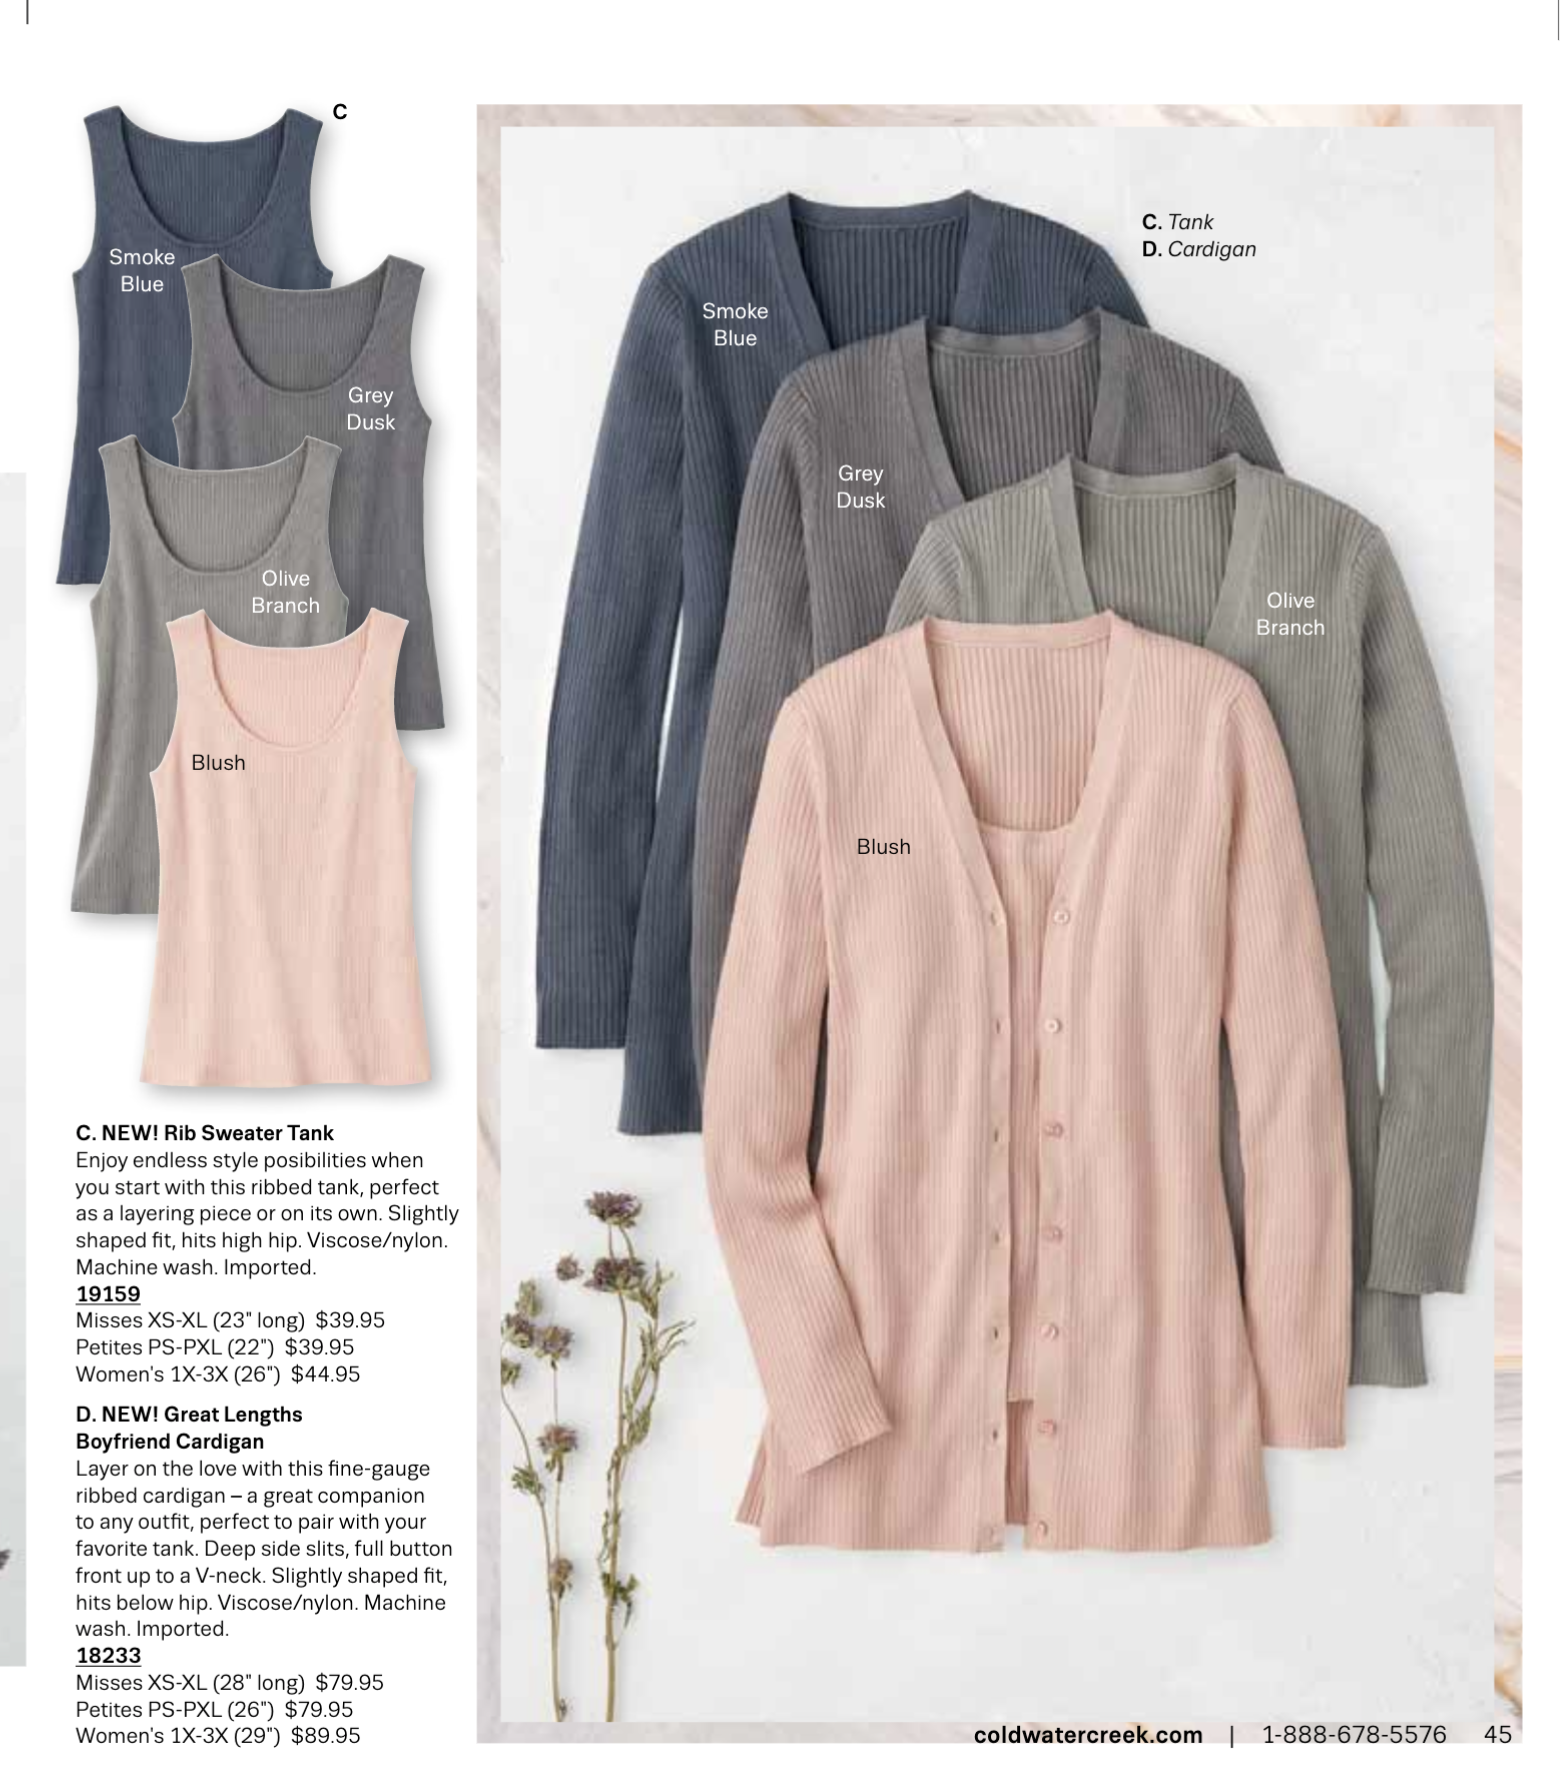 C
Smoke
Blue
Grey
Dusk
Olive
Branch
Blush
C. Tank
D. Cardigan
Smoke
Blue
Grey
Dusk
Olive
Branch
Blush
C. NEW! Rib Sweater Tank
Enjoy endless style posibilities when
you start with this ribbed tank, perfect
as a layering piece or on its own. Slightly
shaped fit, hits high hip. Viscose/nylon.
Machine wash. Imported.
19159
Misses XS-XL (23" long) $39.95
Petites PS-PXL (22") $39.95
Women's 1X-3X (26") $44.95
D. NEW! Great Lengths
Boyfriend Cardigan
Layer on the love with this fine-gauge
ribbed cardigan – a great companion
to any outfit, perfect to pair with your
favorite tank. Deep side slits, full button
front up to a V-neck. Slightly shaped fit,
hits below hip. Viscose/nylon. Machine
wash. Imported.
18233
Misses XS-XL (28" long) $79.95
Petites PS-PXL (26") $79.95
Women's 1X-3X (29") $89.95
coldwatercreek.com | 1-888-678-5576 45